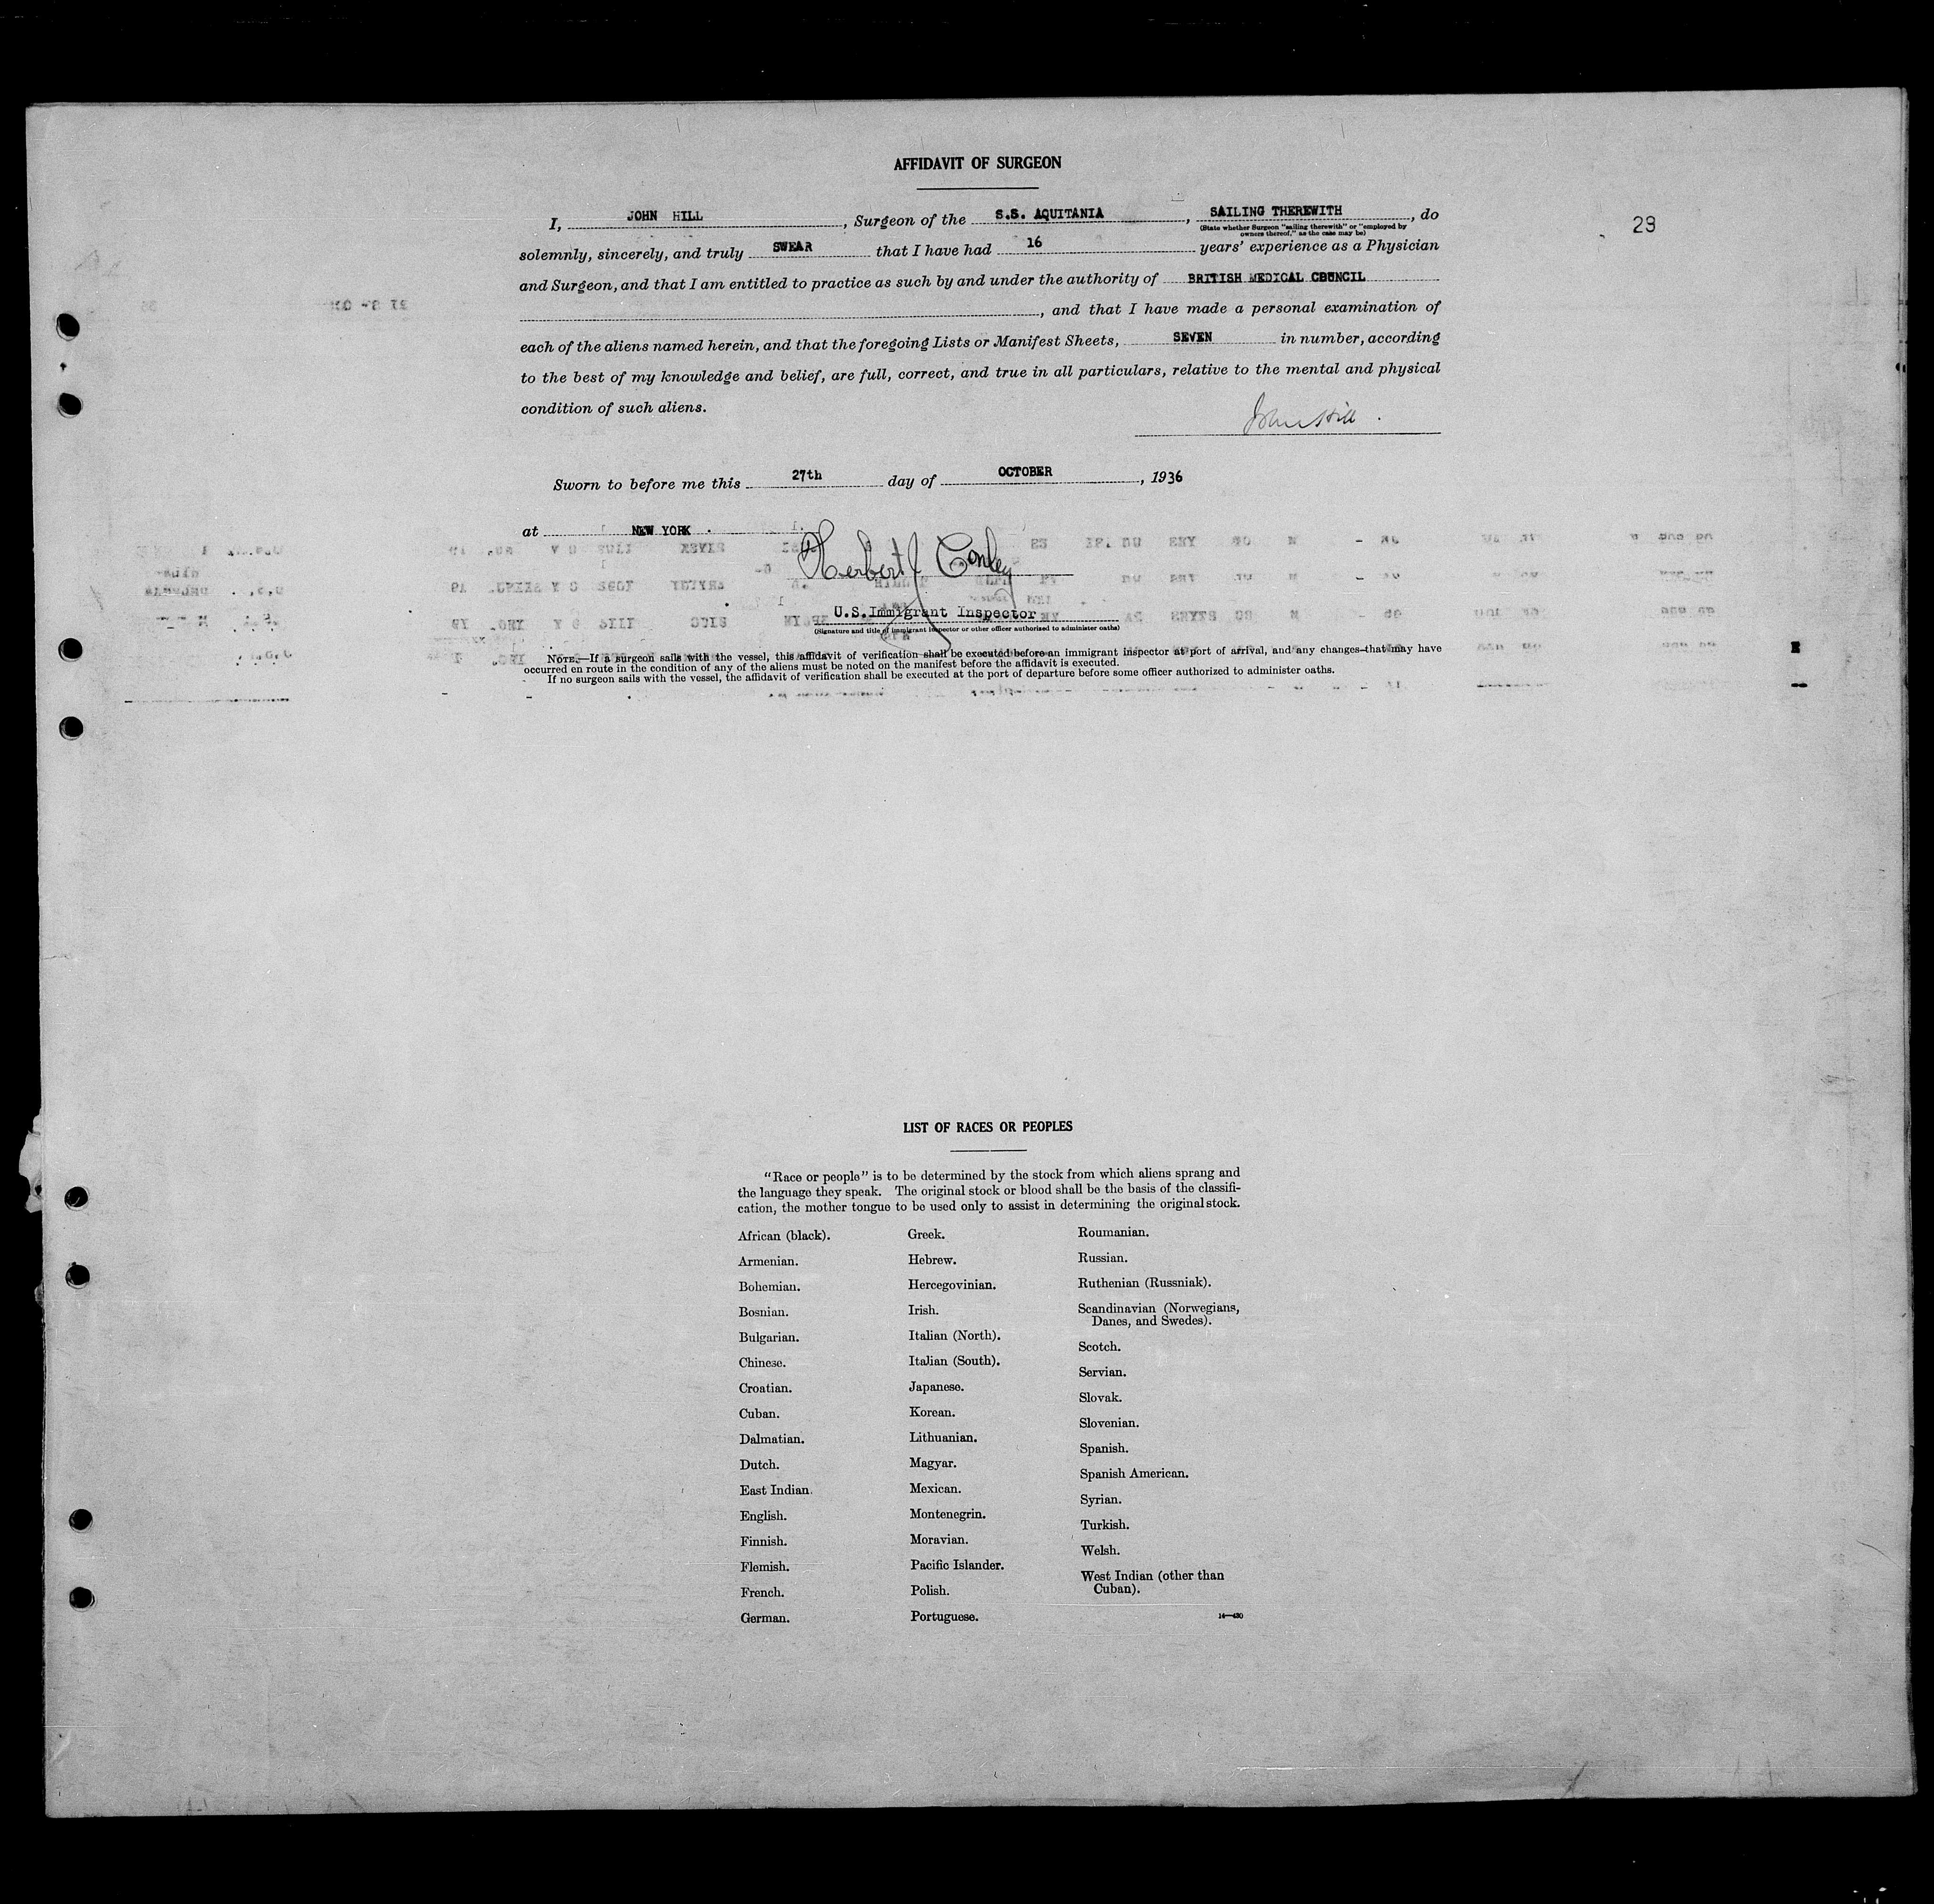 AFFIDAVIT OF SURGEON
29
I, JOHN HILL, Surgeon of the S.S. AQUITANIA, SAILING THEREWITH, do
(State whether Surgeon "sailing therewith" or "employed by
owners thereof," as the case may be)
solemnly, sincerely, and truly SWEAR that I have had 16 years' experience as a Physician
and Surgeon, and that I am entitled to practice as such by and under the authority of BRITISH MEDICAL COUNCIL
, and that I have made a personal examination of
each of the aliens named herein, and that the foregoing Lists or Manifest Sheets, SEVEN in number, according
to the best of my knowledge and belief, are full, correct, and true in all particulars, relative to the mental and physical
condition of such aliens.
John Hill.
Sworn to before me this 27th day of OCTOBER, 1936
at NEW YORK.
Herbert J. Conley
U.S.Immigrant Inspector
(Signature and title of immigrant inspector or other officer authorized to administer oaths)
NOTE.—If a surgeon sails with the vessel, this affidavit of verification shall be executed before an immigrant inspector at port of arrival, and any changes that may have
occurred en route in the condition of any of the aliens must be noted on the manifest before the affidavit is executed.
If no surgeon sails with the vessel, the affidavit of verification shall be executed at the port of departure before some officer authorized to administer oaths.
LIST OF RACES OR PEOPLES
"Race or people" is to be determined by the stock from which aliens sprang and
the language they speak. The original stock or blood shall be the basis of the classifi-
cation, the mother tongue to be used only to assist in determining the original stock.
African (black).
Armenian.
Bohemian.
Bosnian.
Bulgarian.
Chinese.
Croatian.
Cuban.
Dalmatian.
Dutch.
East Indian.
English.
Finnish.
Flemish.
French.
German.
Greek.
Hebrew.
Hercegovinian.
Irish.
Italian (North).
Italian (South).
Japanese.
Korean.
Lithuanian.
Magyar.
Mexican.
Montenegrin.
Moravian.
Pacific Islander.
Polish.
Portuguese.
Roumanian.
Russian.
Ruthenian (Russniak).
Scandinavian (Norwegians,
Danes, and Swedes).
Scotch.
Servian.
Slovak.
Slovenian.
Spanish.
Spanish American.
Syrian.
Turkish.
Welsh.
West Indian (other than
Cuban).
14—430